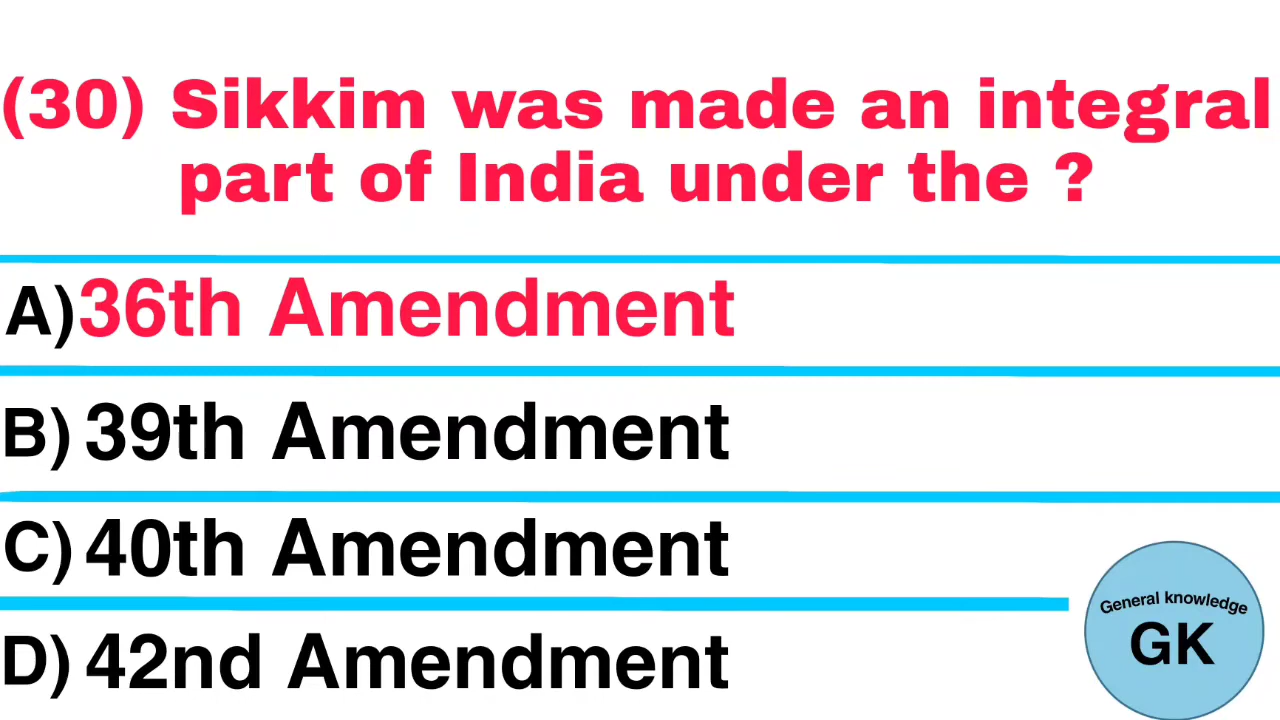 (30) Sikkim was made an integral
part of India under the ?
A)36th Amendment
B) 39th Amendment
C) 40th Amendment
D) 42nd Amendment
General knowledge
GK